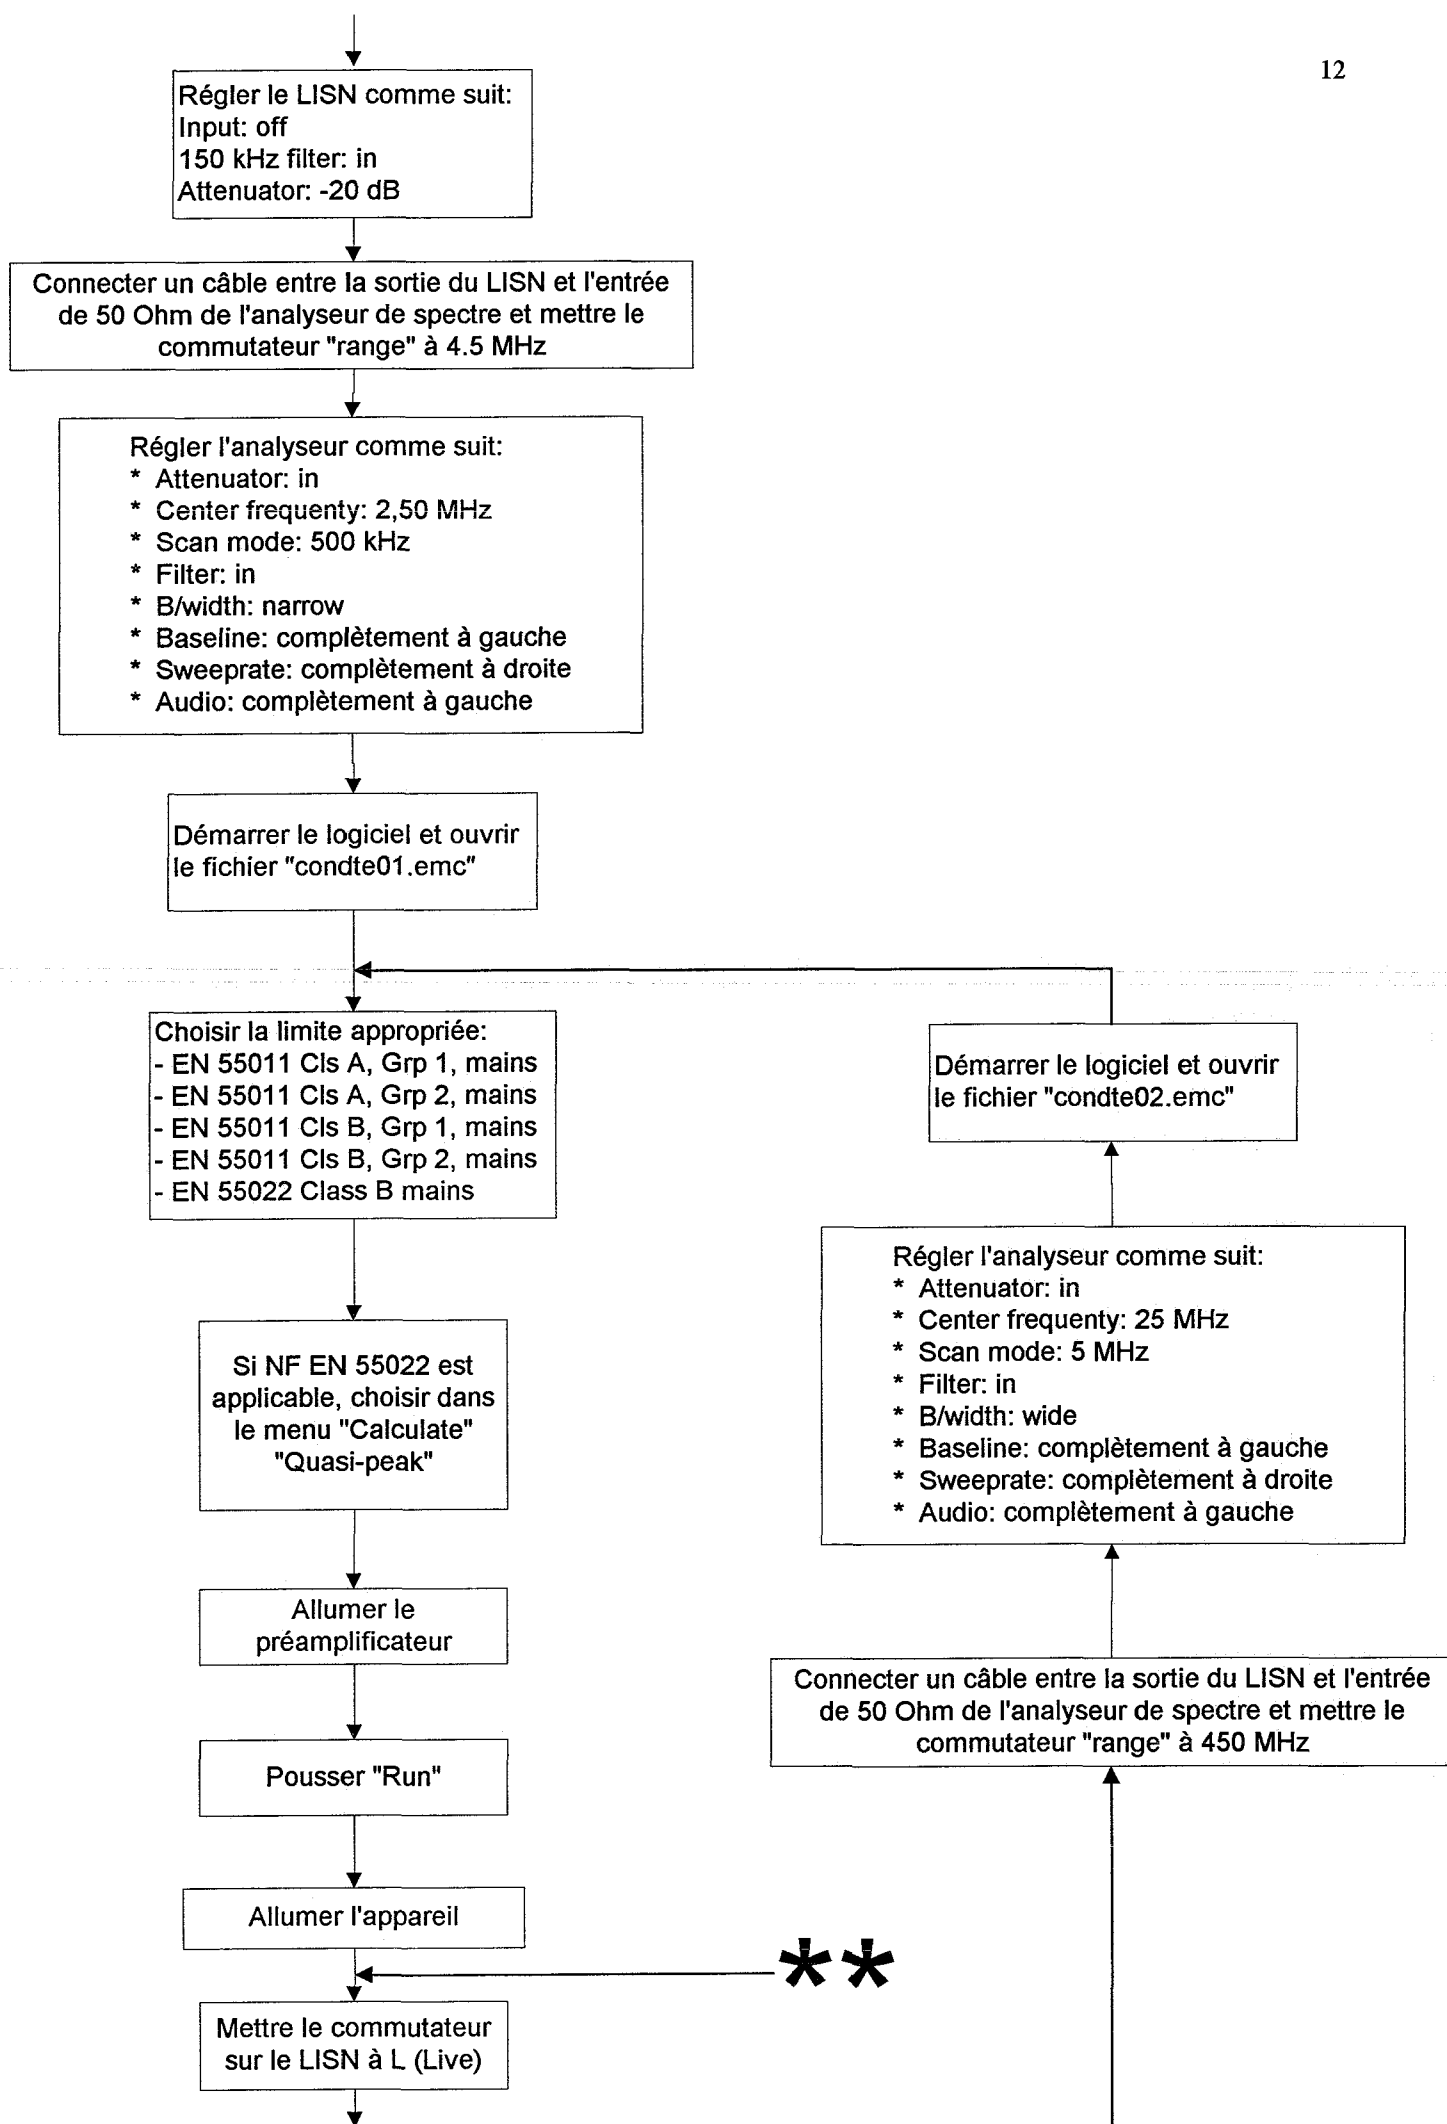 12
Régler le LISN comme suit:
Input: off
150 kHz filter: in
Attenuator: -20 dB
Connecter un câble entre la sortie du LISN et l'entrée
de 50 Ohm de l'analyseur de spectre et mettre le
commutateur "range" à 4.5 MHz
Régler l'analyseur comme suit:
* Attenuator: in
* Center frequenty: 2,50 MHz
* Scan mode: 500 kHz
* Filter: in
* B/width: narrow
* Baseline: complètement à gauche
* Sweeprate: complètement à droite
* Audio: complètement à gauche
Démarrer le logiciel et ouvrir
le fichier "condte01.emc"
Choisir la limite appropriée:
- EN 55011 Cls A, Grp 1, mains
- EN 55011 Cls A, Grp 2, mains
- EN 55011 Cls B, Grp 1, mains
- EN 55011 Cls B, Grp 2, mains
- EN 55022 Class B mains
Si NF EN 55022 est
applicable, choisir dans
le menu "Calculate"
"Quasi-peak"
Allumer le
préamplificateur
Pousser "Run"
Allumer l'appareil
**
Mettre le commutateur
sur le LISN à L (Live)
Démarrer le logiciel et ouvrir
le fichier "condte02.emc"
Régler l'analyseur comme suit:
* Attenuator: in
* Center frequenty: 25 MHz
* Scan mode: 5 MHz
* Filter: in
* B/width: wide
* Baseline: complètement à gauche
* Sweeprate: complètement à droite
* Audio: complètement à gauche
Connecter un câble entre la sortie du LISN et l'entrée
de 50 Ohm de l'analyseur de spectre et mettre le
commutateur "range" à 450 MHz